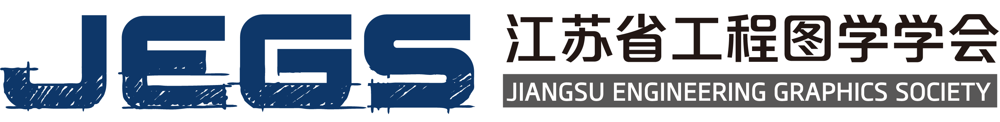 JEGS
江苏省工程图学学会
JIANGSU ENGINEERING GRAPHICS SOCIETY